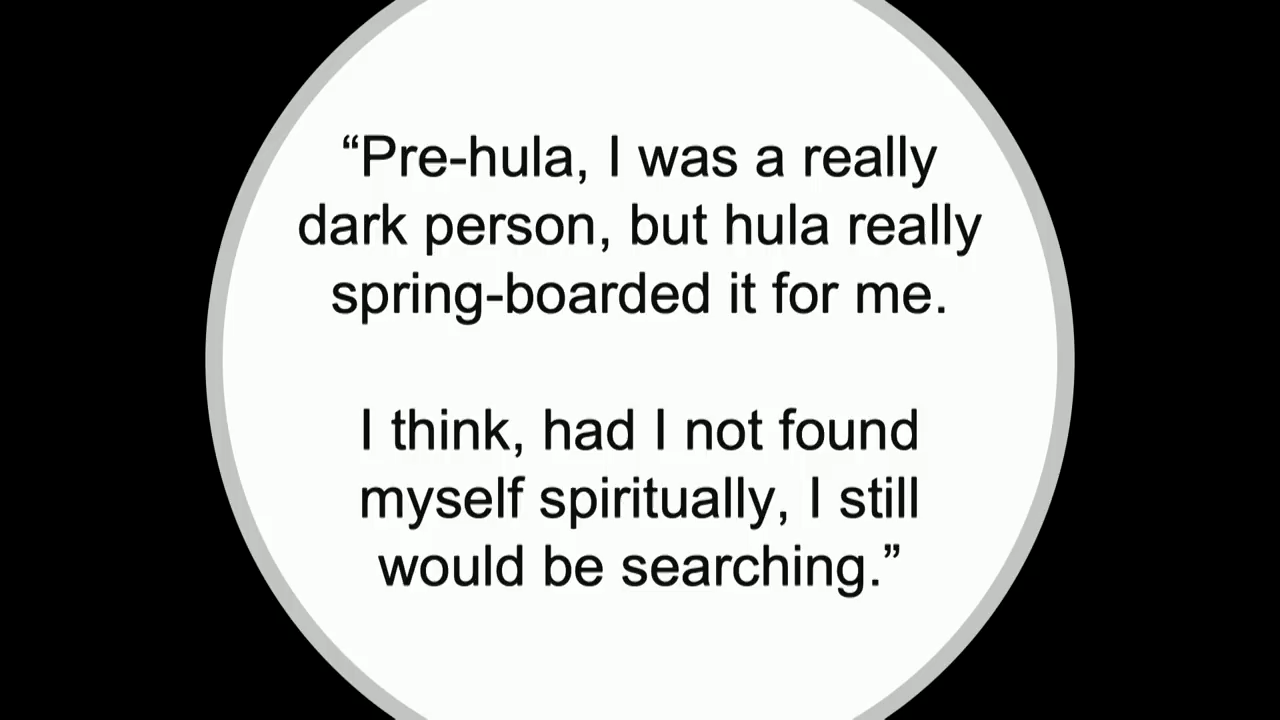 “Pre-hula, I was a really
dark person, but hula really
spring-boarded it for me.
I think, had I not found
myself spiritually, I still
would be searching.”